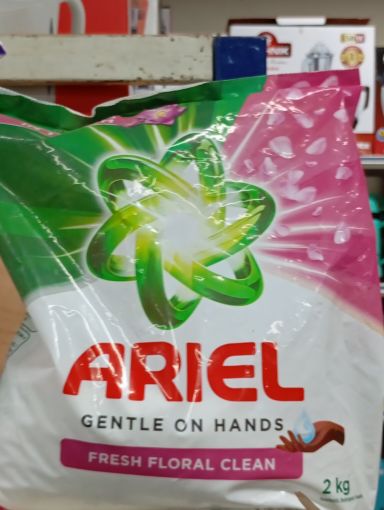 ARIEL
GENTLE ON HANDS
FRESH FLORAL CLEAN
2 kg